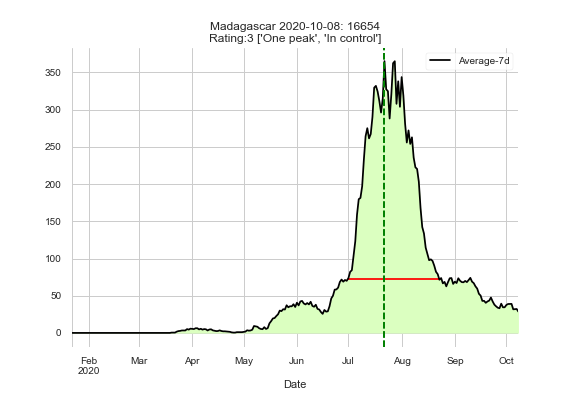 Madagascar 2020-10-08: 16654
Rating:3 ['One peak', 'In control']
Average-7d
350
300
250
200
150
100
50
0
Feb Mar Apr May Jun Jul Aug Sep Oct
2020
Date